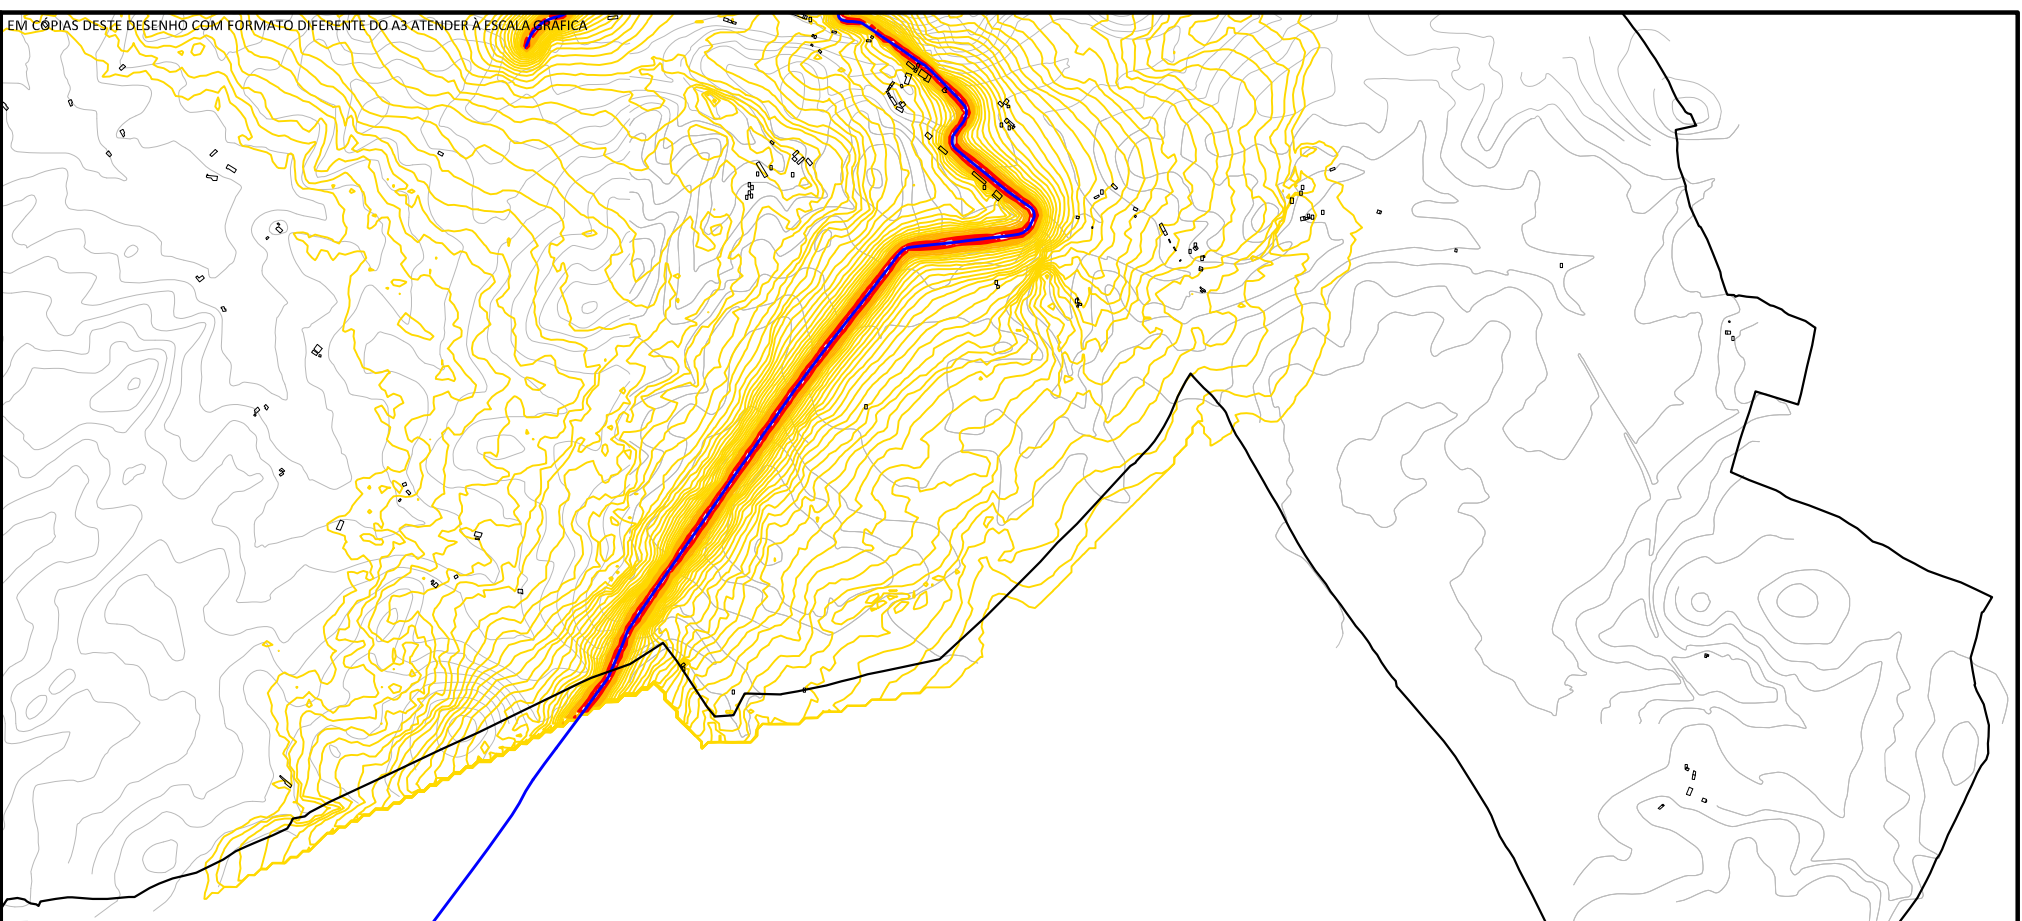 EM CÓPIAS DESTE DESENHO COM FORMATO DIFERENTE DO A3 ATENDER À ESCALA GRÁFICA